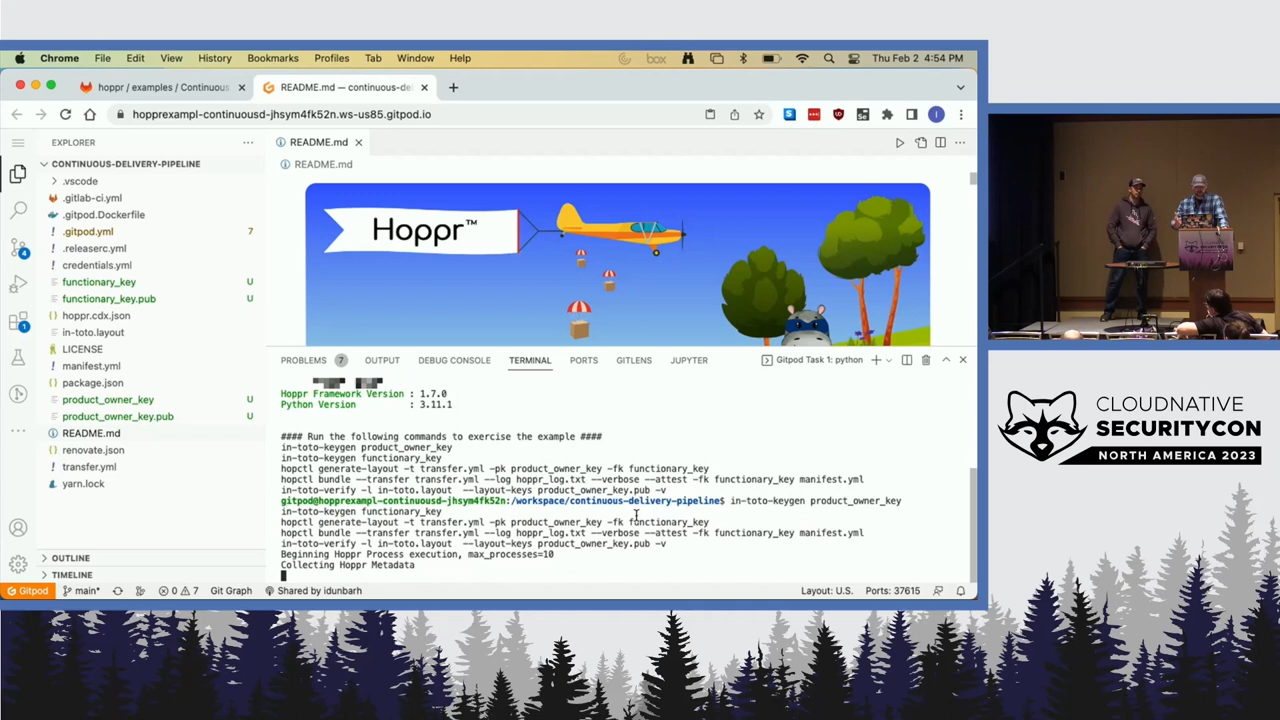 Chrome File Edit View History Bookmarks Profiles Tab Window Help box Thu Feb 2 4:54 PM
hoppr / examples / Continuous README.md — continuous-de
hopprexampl-continuousd-jhsym4fk52n.ws-us85.gitpod.io
EXPLORER
README.md
CONTINUOUS-DELIVERY-PIPELINE
README.md
.vscode
.gitlab-ci.yml
.gitpod.Dockerfile
.gitpod.yml 7
.releaserc.yml
credentials.yml
functionary_key U
functionary_key.pub U
hoppr.cdx.json
in-toto.layout
LICENSE
manifest.yml
package.json
product_owner_key U
product_owner_key.pub U
README.md
renovate.json
transfer.yml
yarn.lock
OUTLINE
TIMELINE
4
1
Hoppr™
PROBLEMS 7 OUTPUT DEBUG CONSOLE TERMINAL PORTS GITLENS JUPYTER Gitpod Task 1: python
Hoppr Framework Version : 1.7.0
Python Version : 3.11.1
#### Run the following commands to exercise the example ####
in-toto-keygen product_owner_key
in-toto-keygen functionary_key
hopctl generate-layout -t transfer.yml -pk product_owner_key -fk functionary_key
hopctl bundle --transfer transfer.yml --log hoppr_log.txt --verbose --attest -fk functionary_key manifest.yml
in-toto-verify -l in-toto.layout --layout-keys product_owner_key.pub -v
gitpod@hopprexampl-continuousd-jhsym4fk52n:/workspace/continuous-delivery-pipeline$ in-toto-keygen product_owner_key
in-toto-keygen functionary_key
hopctl generate-layout -t transfer.yml -pk product_owner_key -fk functionary_key
hopctl bundle --transfer transfer.yml --log hoppr_log.txt --verbose --attest -fk functionary_key manifest.yml
in-toto-verify -l in-toto.layout --layout-keys product_owner_key.pub -v
Beginning Hoppr Process execution, max_processes=10
Collecting Hoppr Metadata
Gitpod main* 0 7 Git Graph Shared by idunbarh Layout: U.S. Ports: 37615
CLOUDNATIVE
SECURITYCON
NORTH AMERICA 2023